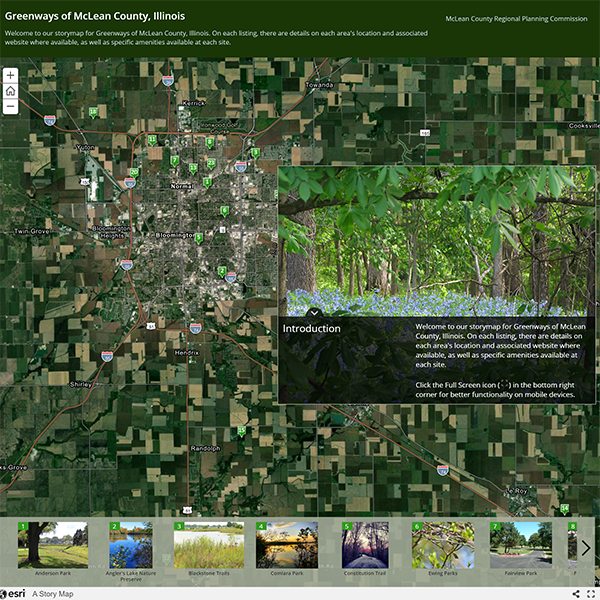 Greenways of McLean County, Illinois
McLean County Regional Planning Commission
Welcome to our storymap for Greenways of McLean County, Illinois. On each listing, there are details on each area's location and associated
website where available, as well as specific amenities available at each site.
Towanda
Kerrick
Ironwood Golf
Cooksville
Yuton
Normal
Twin Grove
Bloomington
Heights
Bloomington
Introduction
Welcome to our storymap for Greenways of McLean
County, Illinois. On each listing, there are details on
each area's location and associated website where
available, as well as specific amenities available at
each site.
Click the Full Screen icon ( ) in the bottom right
corner for better functionality on mobile devices.
Hendrix
Shirley
Randolph
ks Grove
Le Roy
1
2
3
4
5
6
7
8
Anderson Park
Angler's Lake Nature
Preserve
Blackstone Trails
Comlara Park
Constitution Trail
Ewing Parks
Fairview Park
esri A Story Map